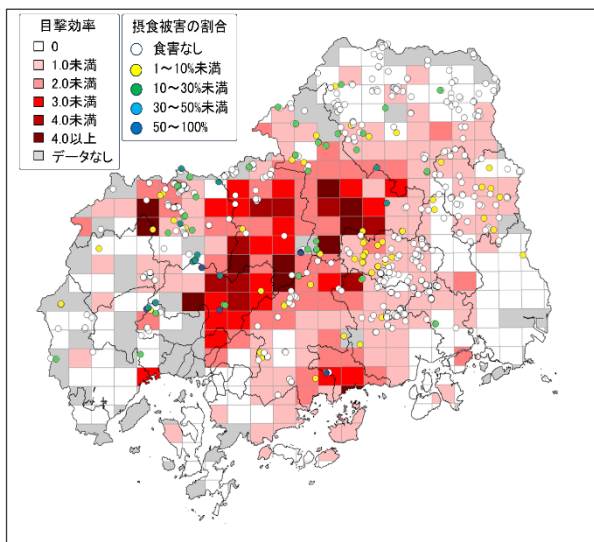 目撃効率
0
1.0未満
2.0未満
3.0未満
4.0未満
4.0以上
データなし
摂食被害の割合
食害なし
1～10%未満
10～30%未満
30～50%未満
50～100%